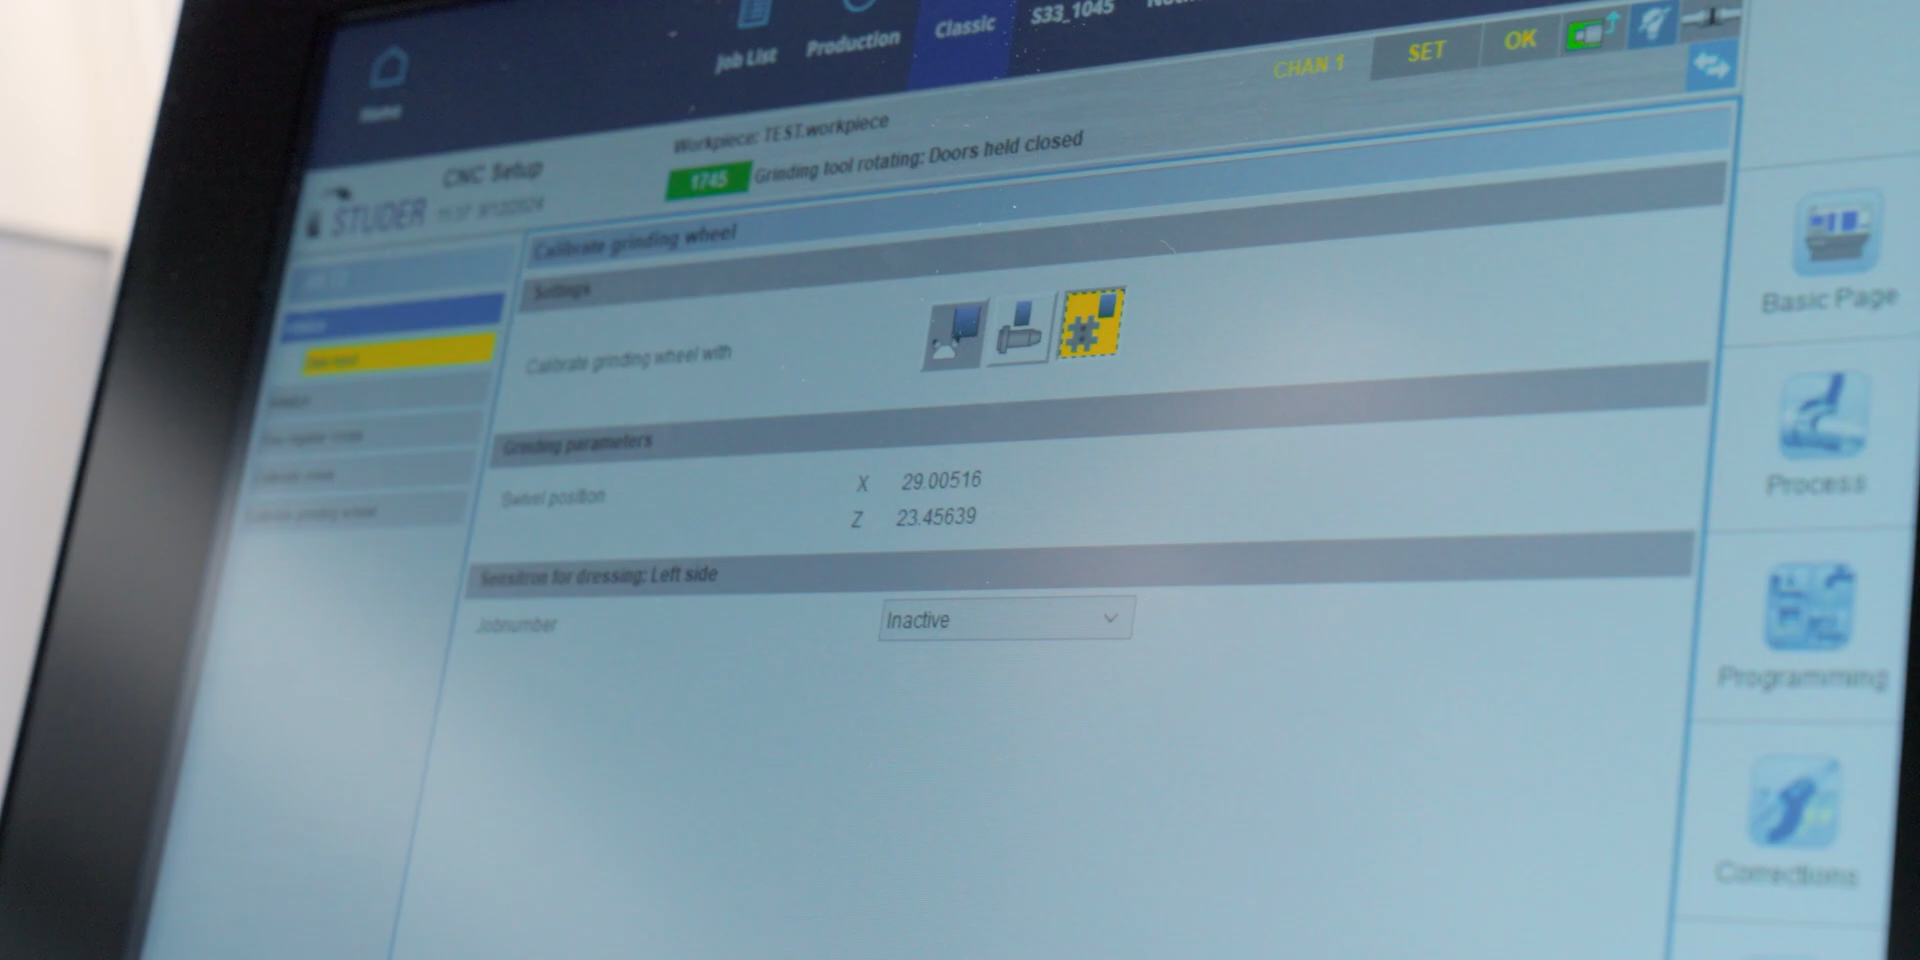 Home
Job List
Production
Classic
S33_1045
CHAN 1
SET
OK
CNC Setup
STUDER
Workpiece: TEST.workpiece
1745 Grinding tool rotating: Doors held closed
Calibrate grinding wheel
Settings
Calibrate grinding wheel with
Grinding parameters
Swivel position X 29.00516
Z 23.45639
Sensitron for dressing: Left side
Jobnumber Inactive
Basic Page
Process
Programming
Corrections